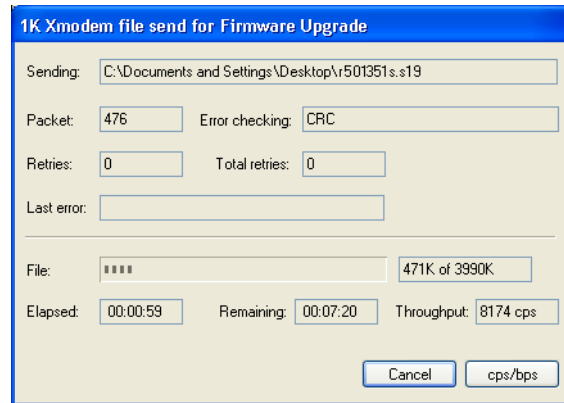 1K Xmodem file send for Firmware Upgrade
Sending: C:\Documents and Settings\Desktop\r501351s.s19
Packet: 476 Error checking: CRC
Retries: 0 Total retries: 0
Last error:
File: 471K of 3990K
Elapsed: 00:00:59 Remaining: 00:07:20 Throughput: 8174 cps
Cancel cps/bps